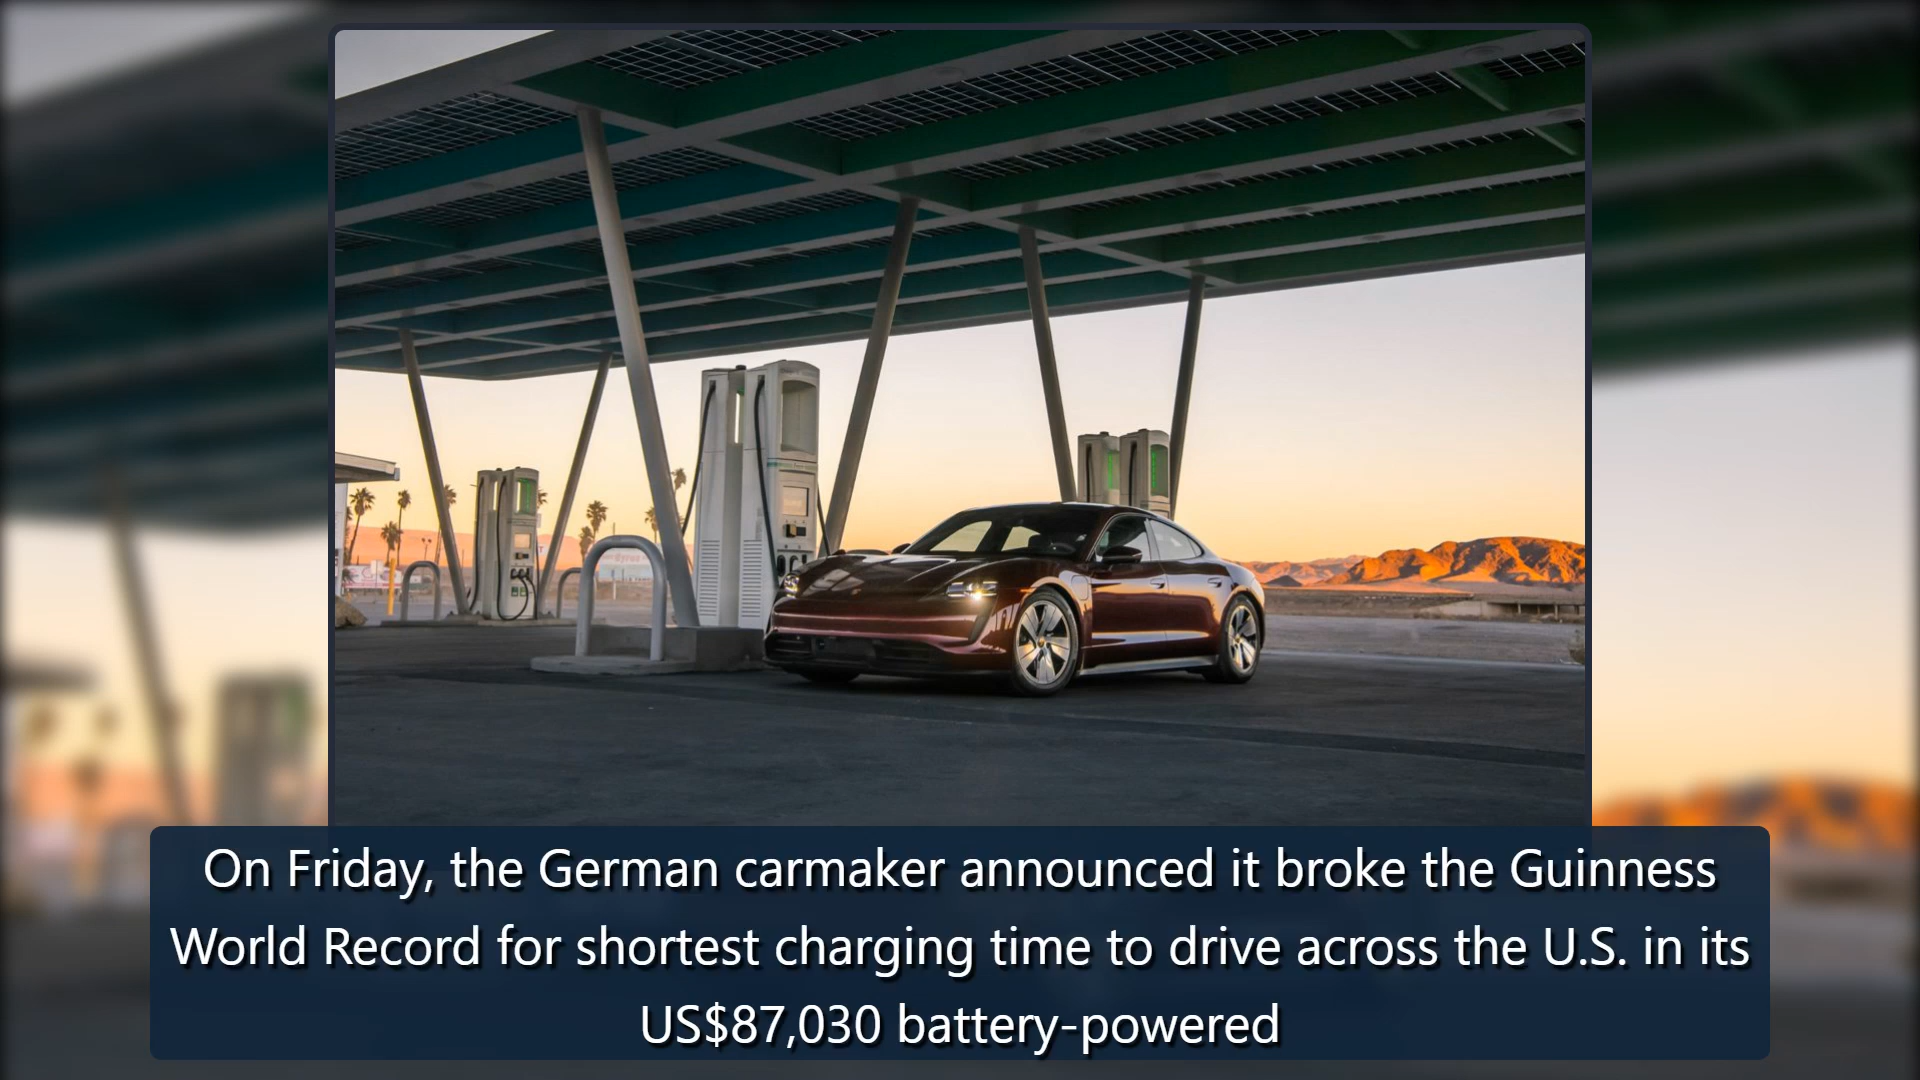 On Friday, the German carmaker announced it broke the Guinness
World Record for shortest charging time to drive across the U.S. in its
US$87,030 battery-powered